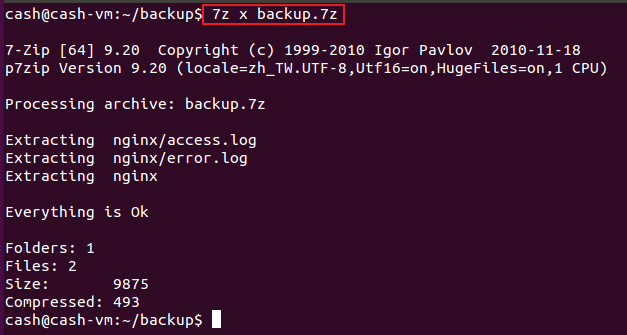 cash@cash-vm:~/backup$ 7z x backup.7z
7-Zip [64] 9.20  Copyright (c) 1999-2010 Igor Pavlov  2010-11-18
p7zip Version 9.20 (locale=zh_TW.UTF-8,Utf16=on,HugeFiles=on,1 CPU)
Processing archive: backup.7z
Extracting  nginx/access.log
Extracting  nginx/error.log
Extracting  nginx
Everything is Ok
Folders: 1
Files: 2
Size:       9875
Compressed: 493
cash@cash-vm:~/backup$